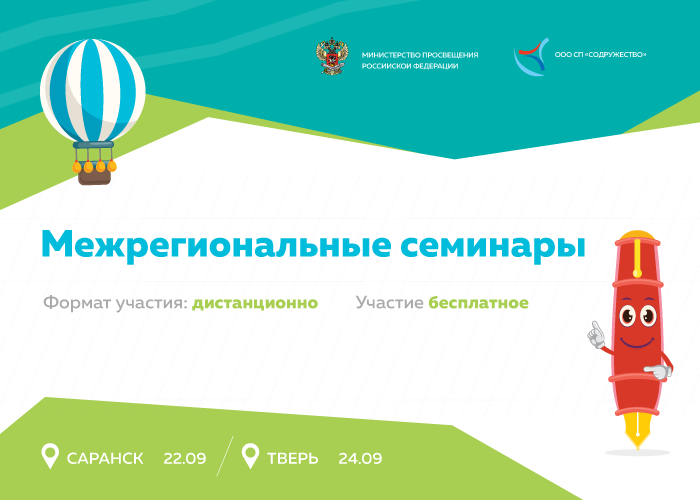 МИНИСТЕРСТВО ПРОСВЕЩЕНИЯ
РОССИЙСКОЙ ФЕДЕРАЦИИ
ООО СП «СОДРУЖЕСТВО»
Межрегиональные семинары
Формат участия: дистанционно Участие бесплатное
САРАНСК 22.09 ТВЕРЬ 24.09